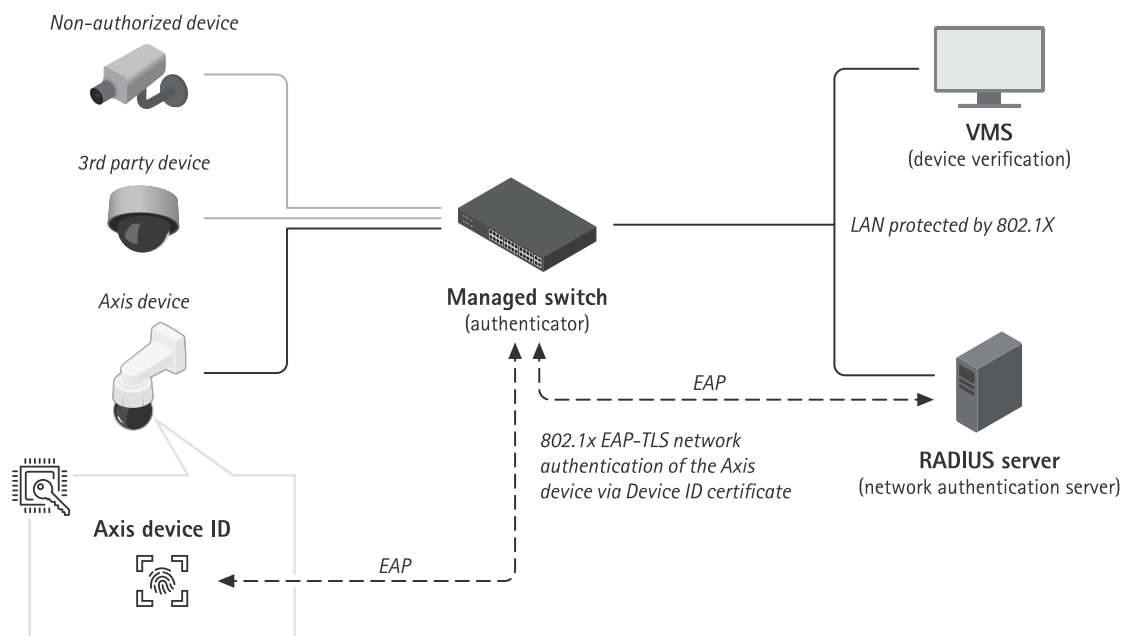 Non-authorized device
3rd party device
Axis device
Axis device ID
EAP
Managed switch
(authenticator)
EAP
802.1x EAP-TLS network
authentication of the Axis
device via Device ID certificate
VMS
(device verification)
LAN protected by 802.1X
RADIUS server
(network authentication server)